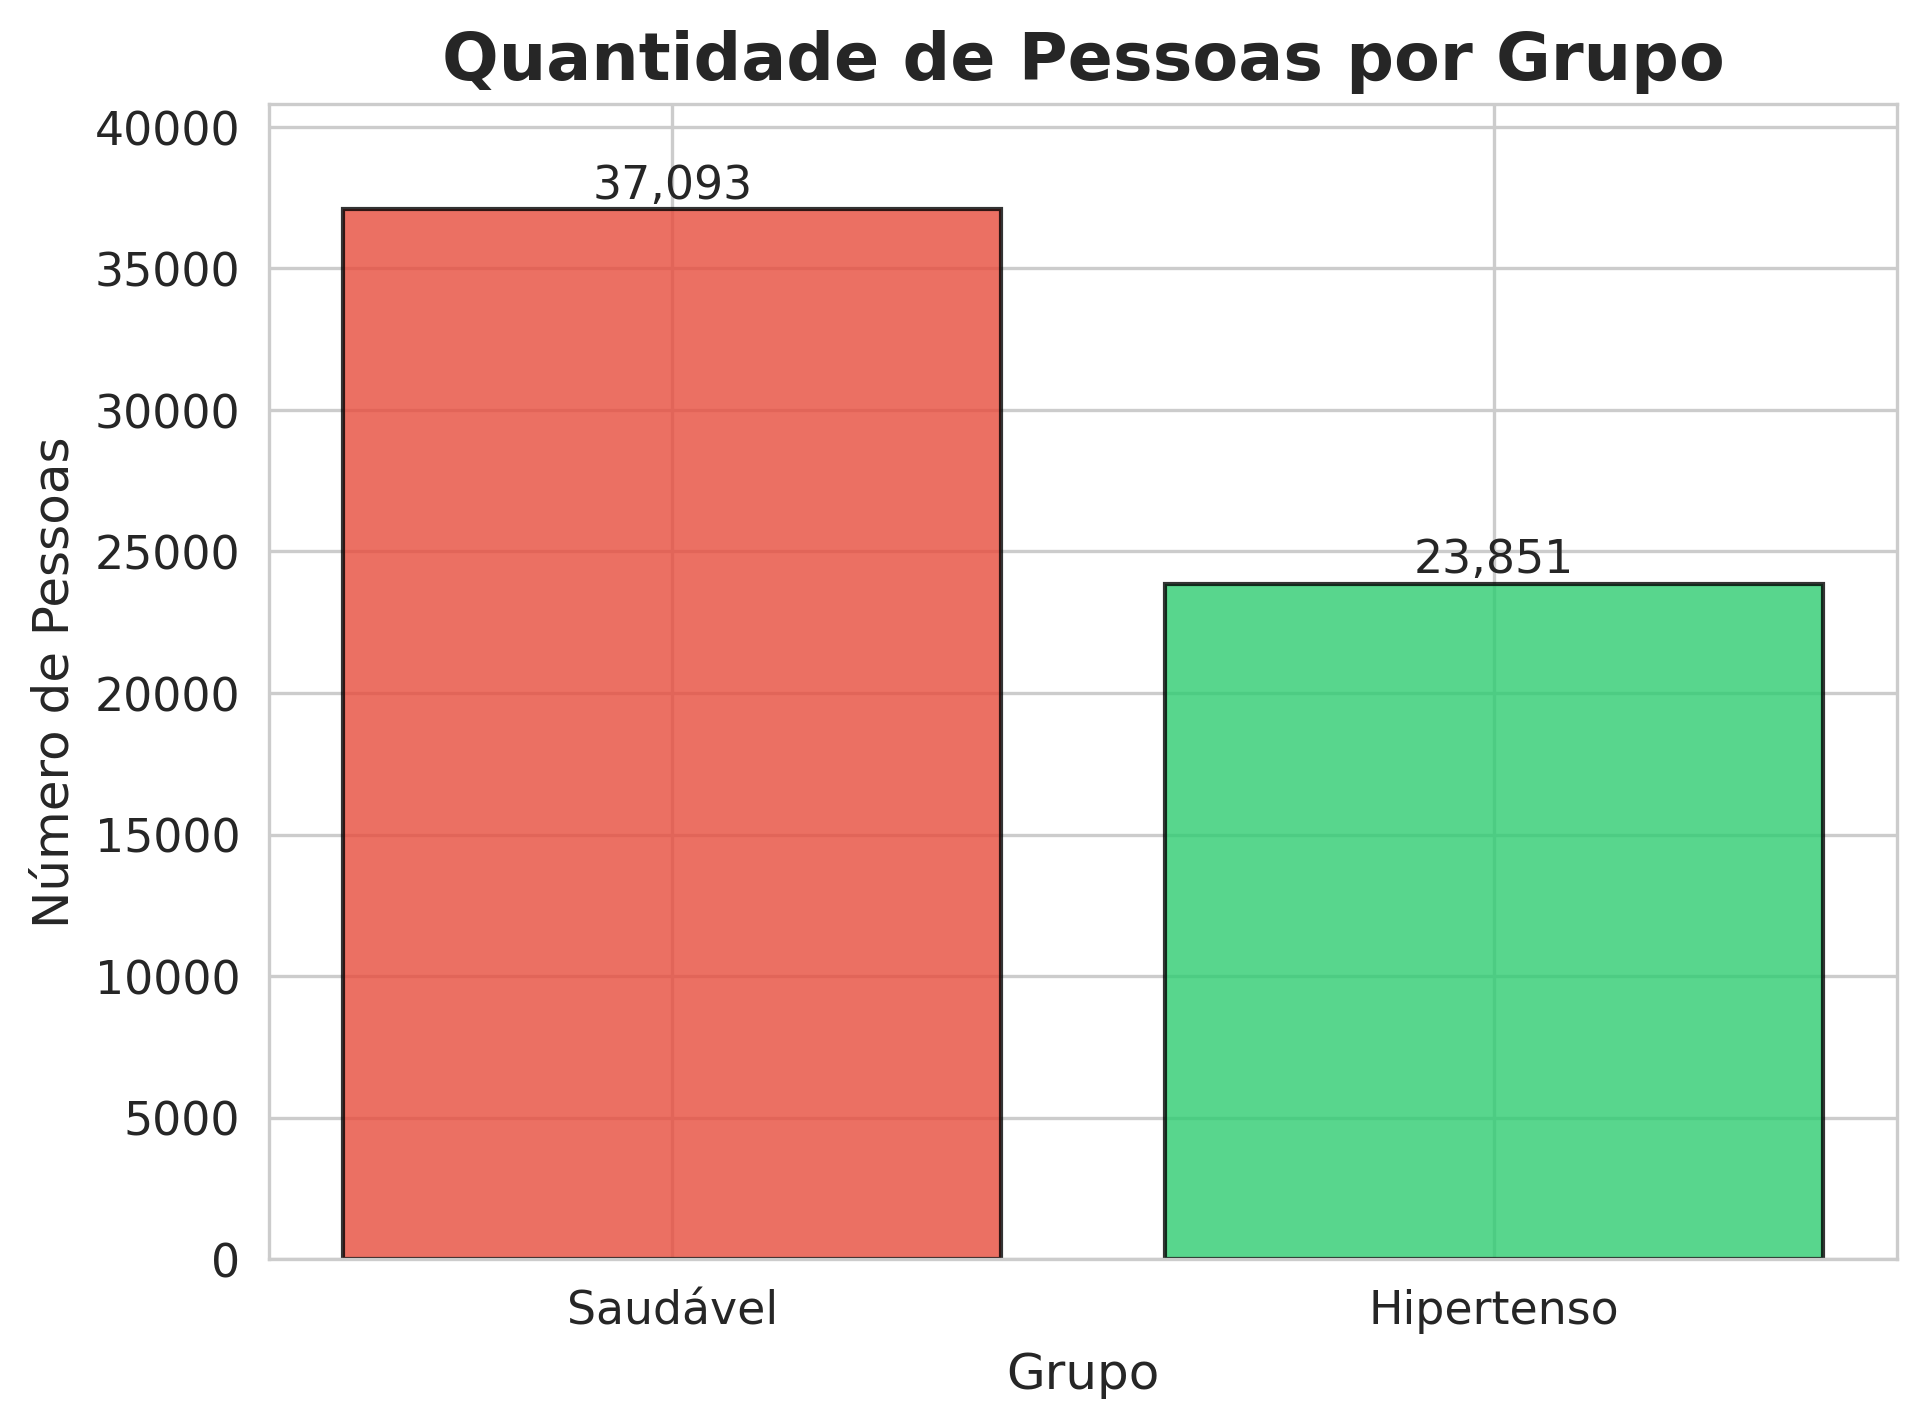 Quantidade de Pessoas por Grupo
40000
35000
30000
25000
20000
15000
10000
5000
0
Número de Pessoas
37,093
23,851
Saudável
Hipertenso
Grupo